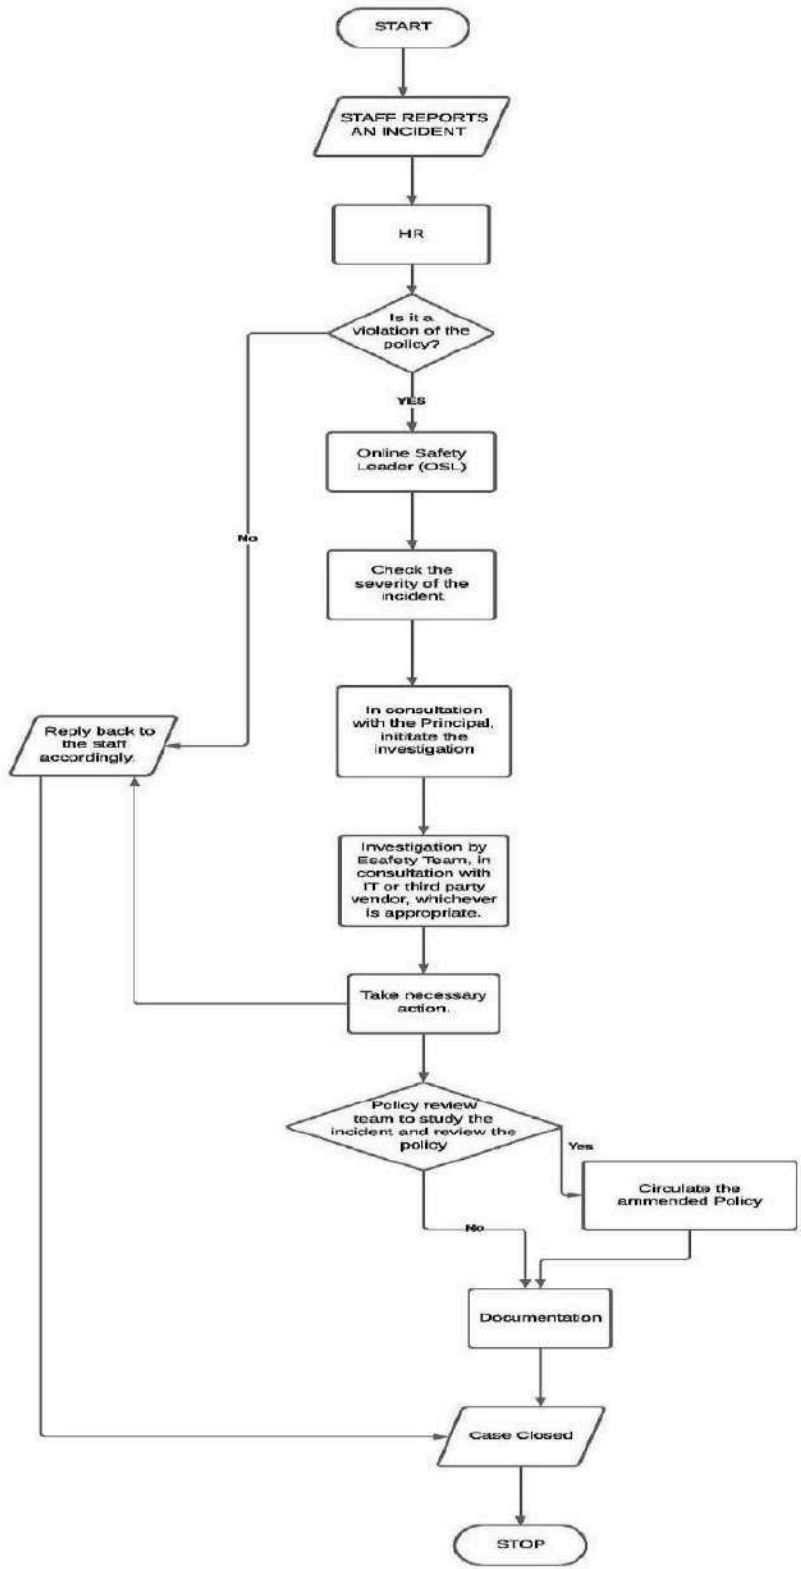 START
STAFF REPORTS
AN INCIDENT
HR
Is it a
violation of the
policy?
YES
Online Safety
Leader (OSL)
No
Check the
severity of the
incident
In consultation
with the Principal,
inititate the
investigation
Reply back to
the staff
accordingly.
Investigation by
Esafety Team, in
consultation with
IT or third party
vendor, whichever
is appropriate.
Take necessary
action.
Policy review
team to study the
incident and review the
policy
Yes
Circulate the
ammended Policy
No
Documentation
Case Closed
STOP